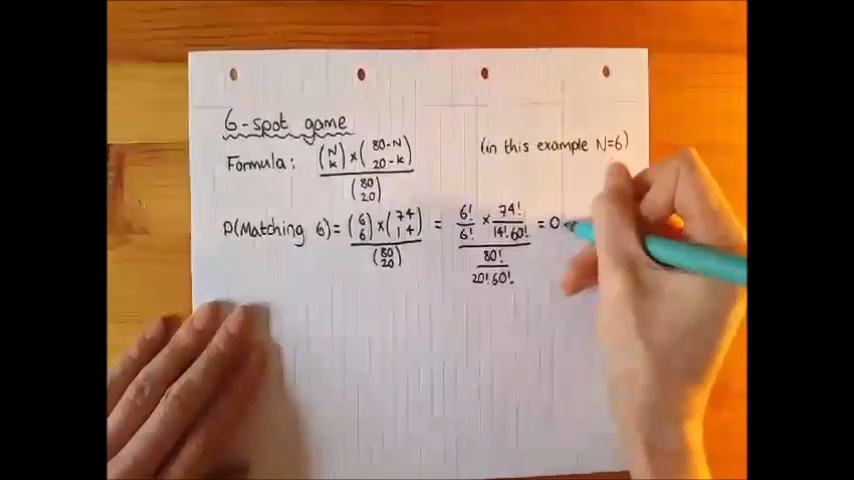 6-spot game
Formula: (N k) × (80-N 20-k) / (80 20) (in this example N=6)
P(Matching 6) = (6 6) × (74 14) / (80 20) = 6!/6! × 74!/14!60! / 80!/20!60! = 0